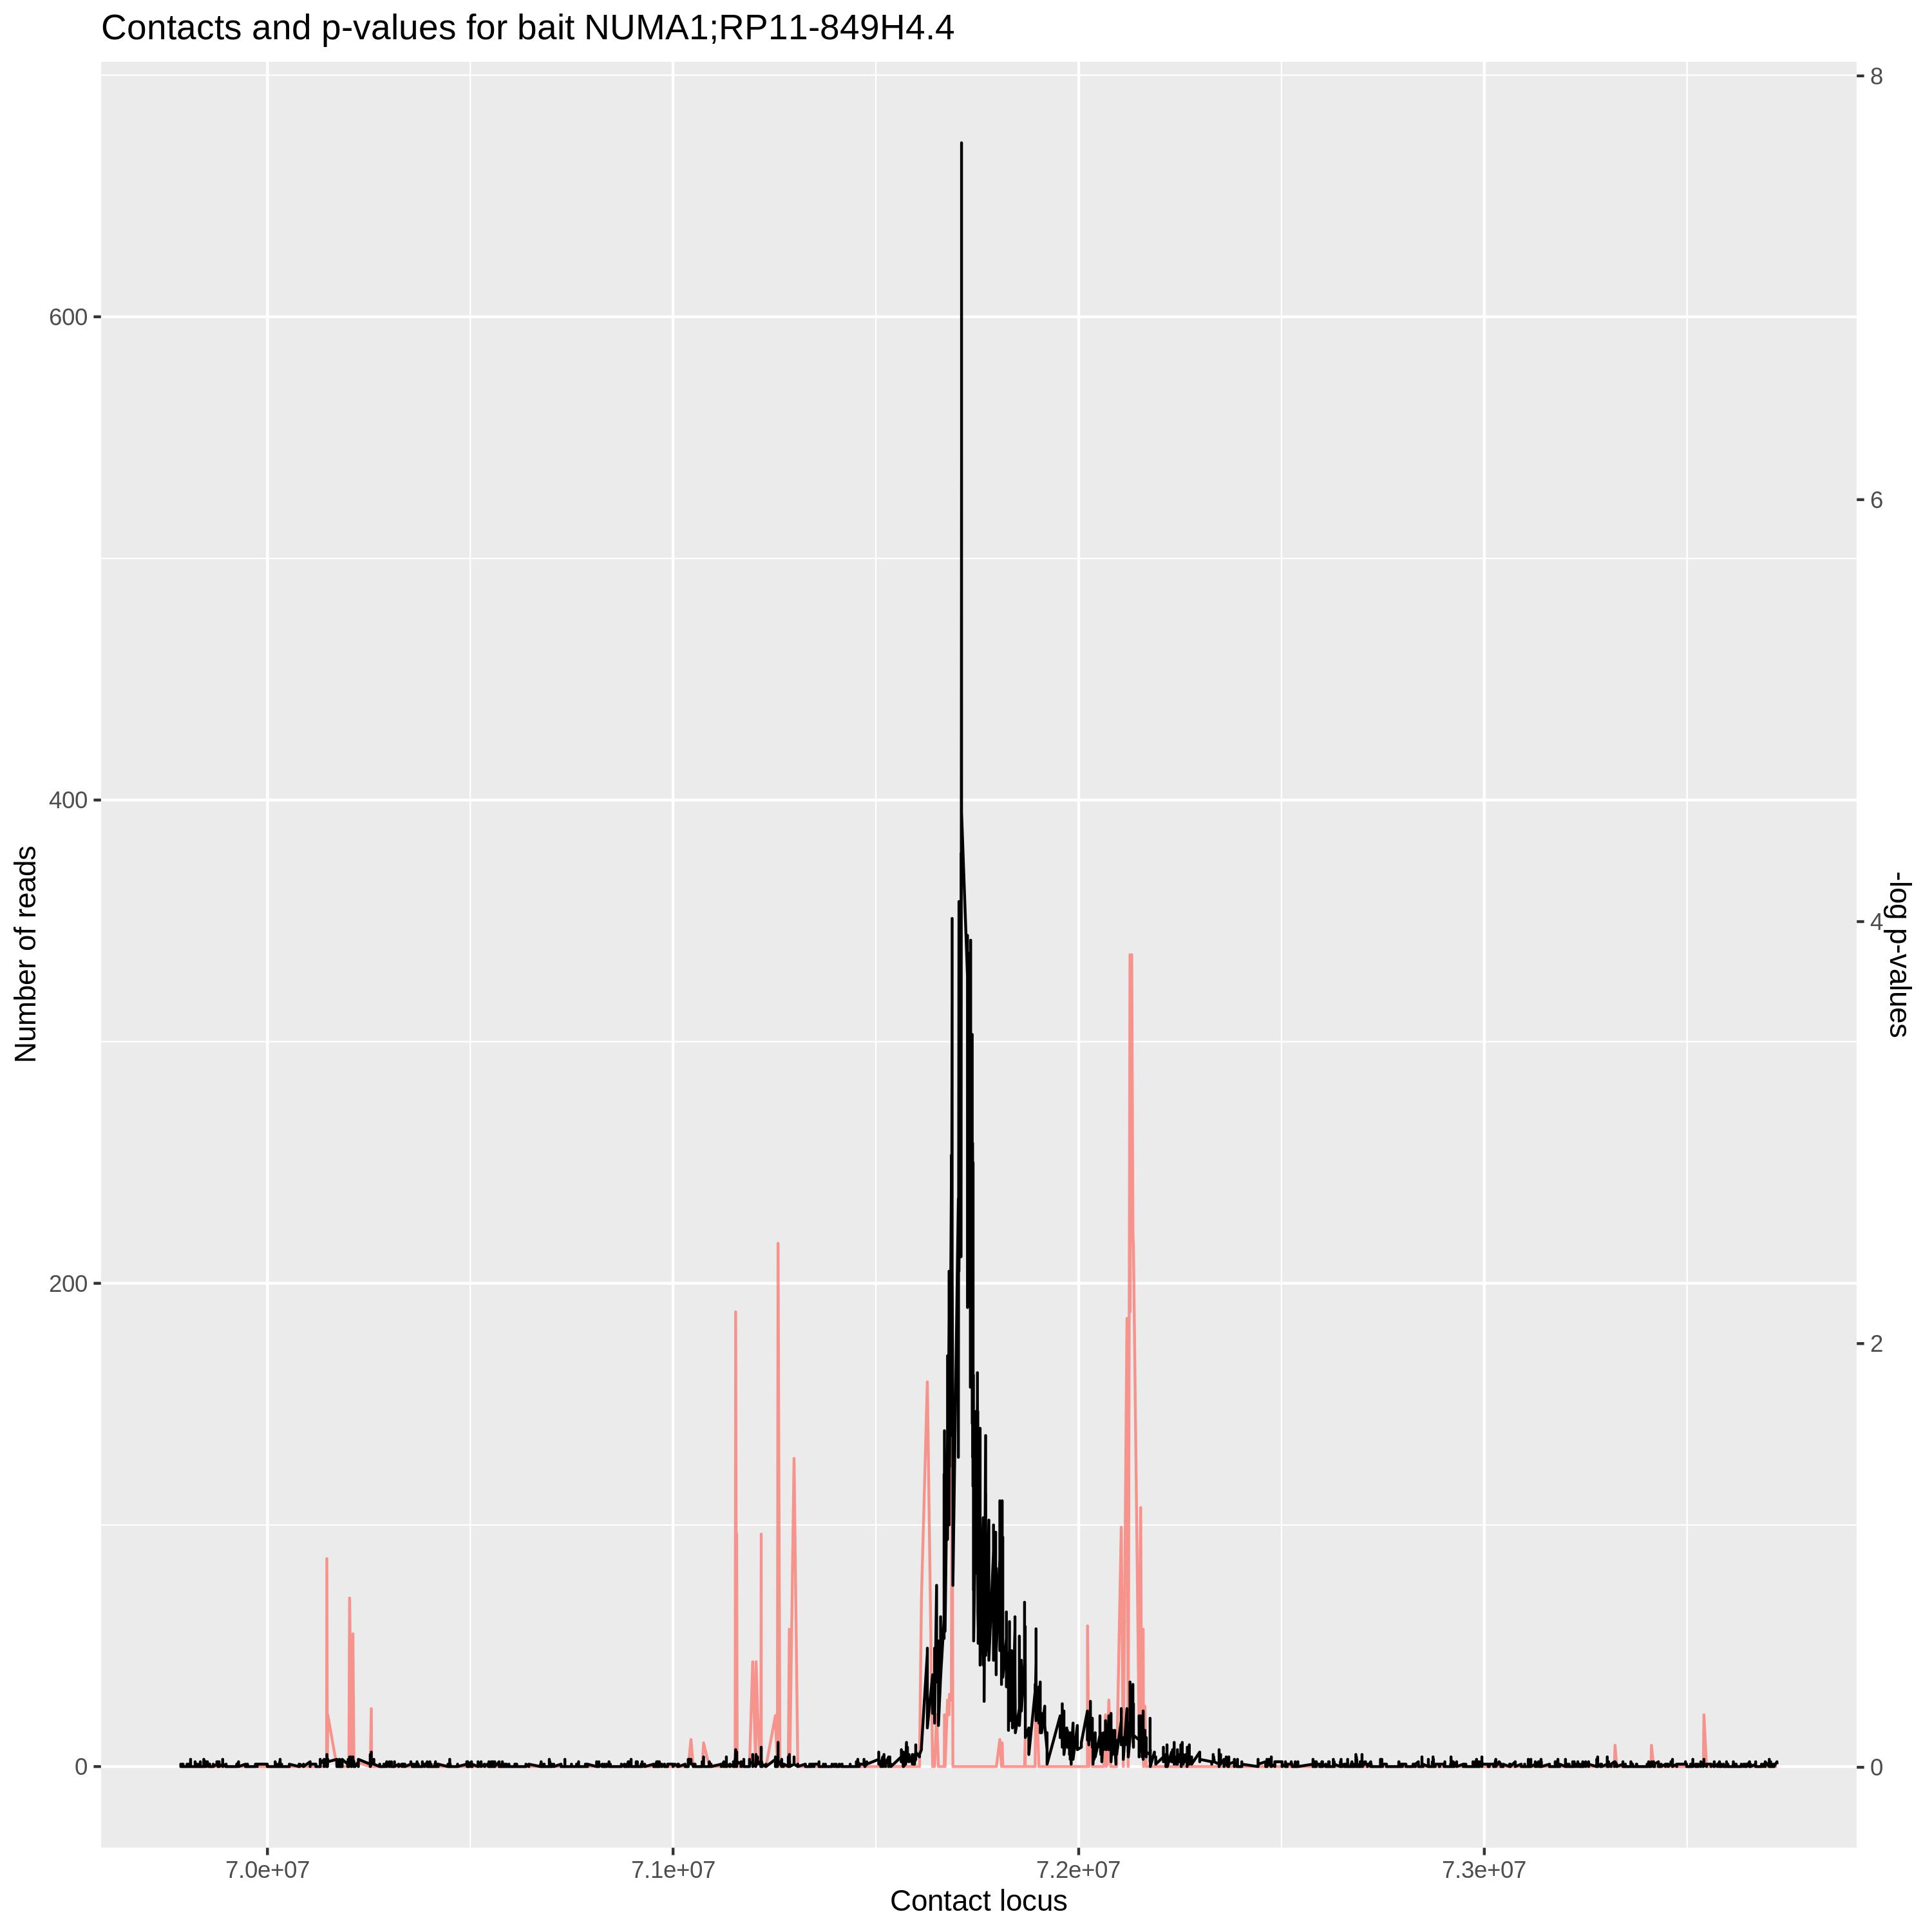 Contacts and p-values for bait NUMA1;RP11-849H4.4
8
600
6
400
4
Number of reads
-log p-values
200
2
0
0
7.0e+07
7.1e+07
7.2e+07
7.3e+07
Contact locus